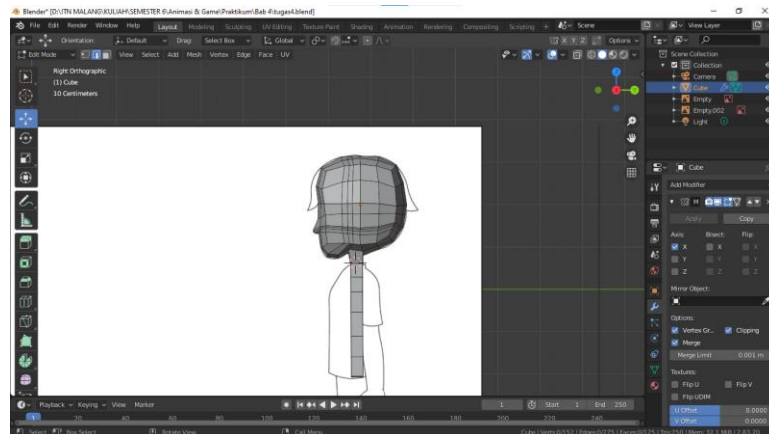 Blender* [D:\ITN MALANG\KULIAH\SEMESTER 6\Animasi & Game\Praktikum\Bab 4\tugas4.blend]
File Edit Render Window Help Layout Modeling Sculpting UV Editing Texture Paint Shading Animation Rendering Compositing Scripting + Scene View Layer
Orientation: Default Drag: Select Box Global X Y Z Options
Edit Mode View Select Add Mesh Vertex Edge Face UV
Right Orthographic
(1) Cube
10 Centimeters
Scene Collection
Collection
Camera
Cube
Empty
Empty.002
Light
Cube
Add Modifier
M
Apply Copy
Axis: Bisect: Flip:
X X X
Y Y Y
Z Z Z
Mirror Object:
Options:
Vertex Gr.. Clipping
Merge
Merge Limit 0.001 m
Textures:
Flip U Flip V
Flip UDIM
U Offset 0.0000
V Offset 0.0000
Playback Keying View Marker 1 Start 1 End 250
1 20 40 60 80 100 120 140 160 180 200 220 240
Select Box Select Rotate View Call Menu